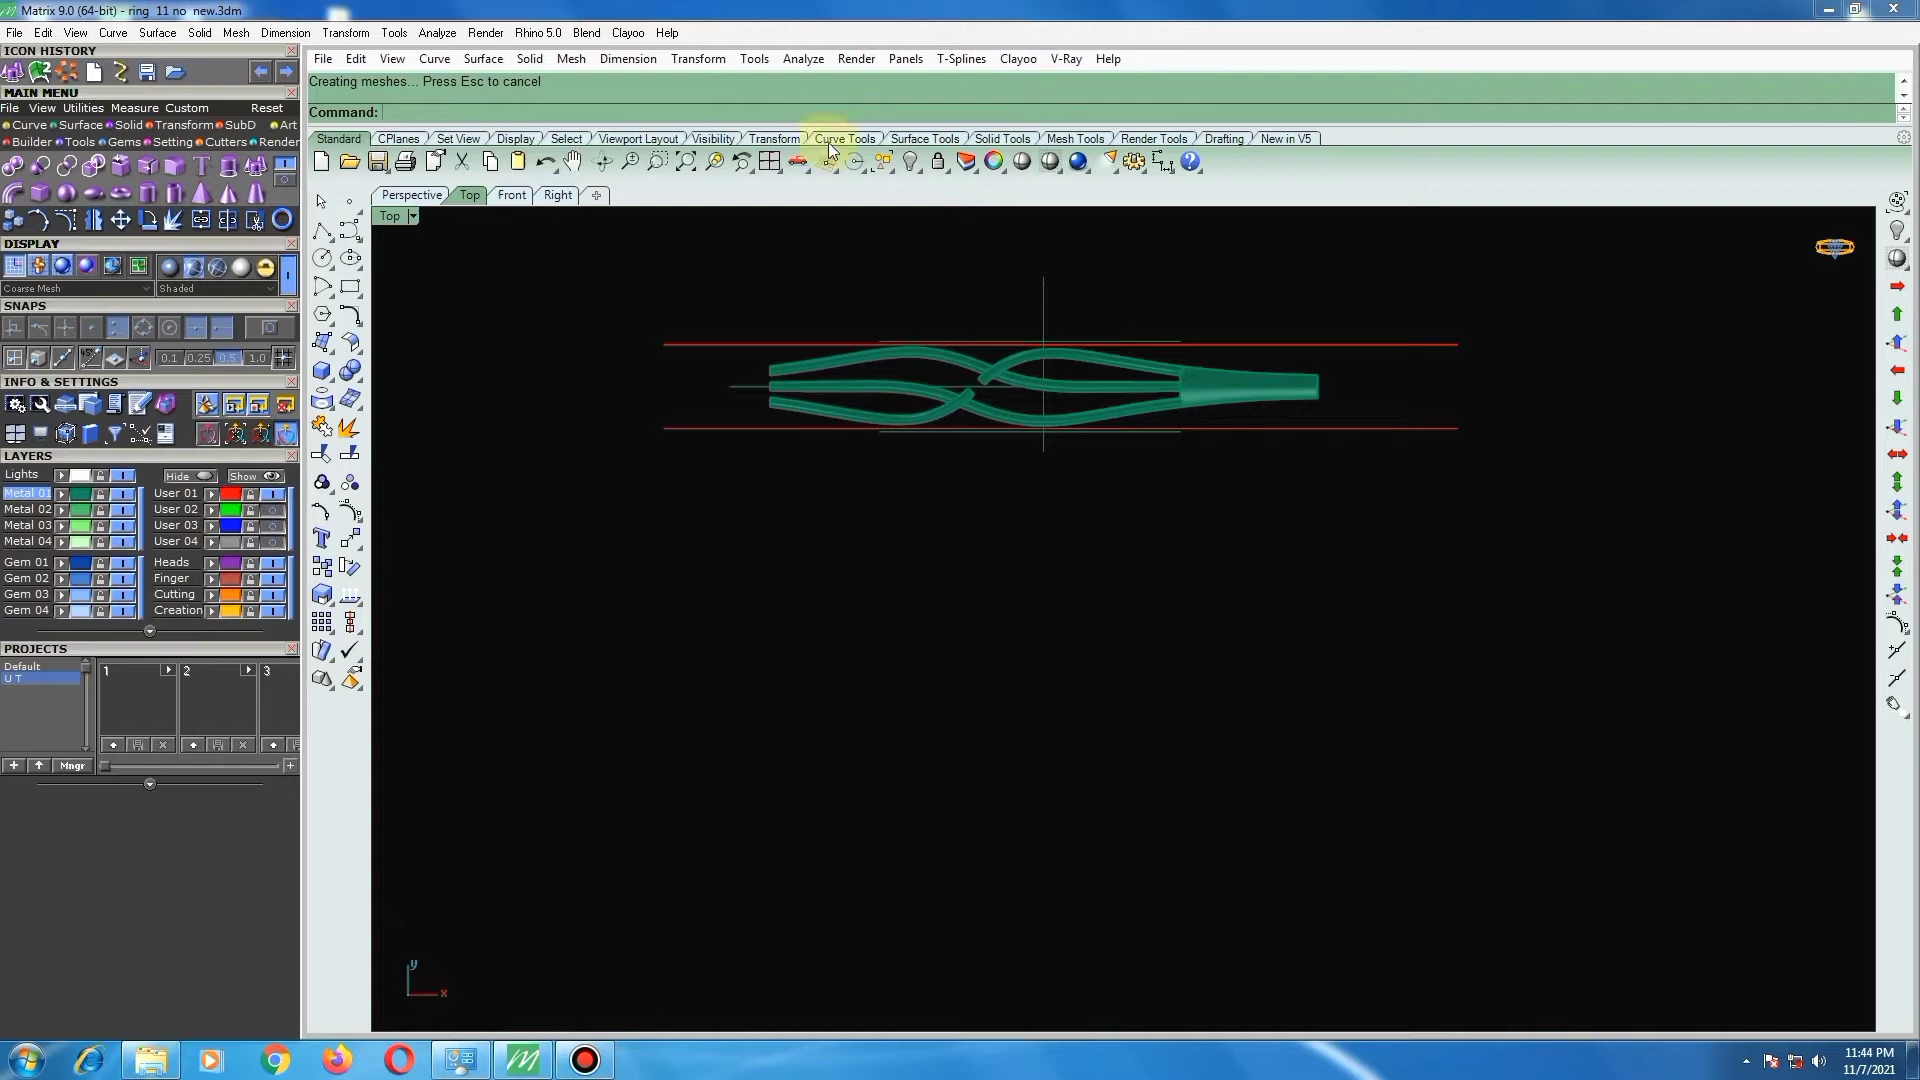 Matrix 9.0 (64-bit) - ring  11 no  new.3dm
File Edit View Curve Surface Solid Mesh Dimension Transform Tools Analyze Render Rhino 5.0 Blend Clayoo Help
ICON HISTORY
MAIN MENU
File View Utilities Measure Custom Reset
Curve Surface Solid Transform SubD Art
Builder Tools Gems Setting Cutters Render
DISPLAY
Coarse Mesh Shaded
SNAPS
0.1 0.25 0.5 1.0
INFO & SETTINGS
LAYERS
Lights Hide Show
Metal 01 User 01
Metal 02 User 02
Metal 03 User 03
Metal 04 User 04
Gem 01 Heads
Gem 02 Finger
Gem 03 Cutting
Gem 04 Creation
PROJECTS
Default
U T
1 2 3
Mngr
File Edit View Curve Surface Solid Mesh Dimension Transform Tools Analyze Render Panels T-Splines Clayoo V-Ray Help
Creating meshes... Press Esc to cancel
Command:
Standard CPlanes Set View Display Select Viewport Layout Visibility Transform Curve Tools Surface Tools Solid Tools Mesh Tools Render Tools Drafting New in V5
Perspective Top Front Right
Top
y
x
11:44 PM
11/7/2021